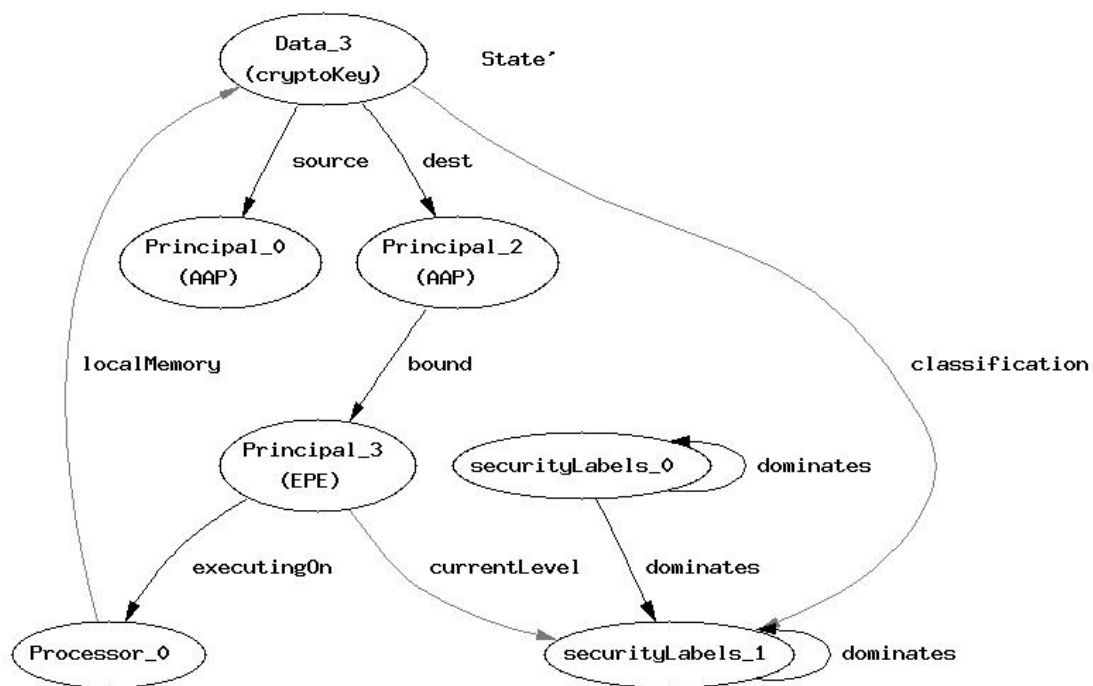 Data_3
(cryptoKey)
State'
source
dest
Principal_0
(AAP)
Principal_2
(AAP)
localMemory
bound
classification
Principal_3
(EPE)
securityLabels_0
dominates
executingOn
currentLevel
dominates
Processor_0
securityLabels_1
dominates